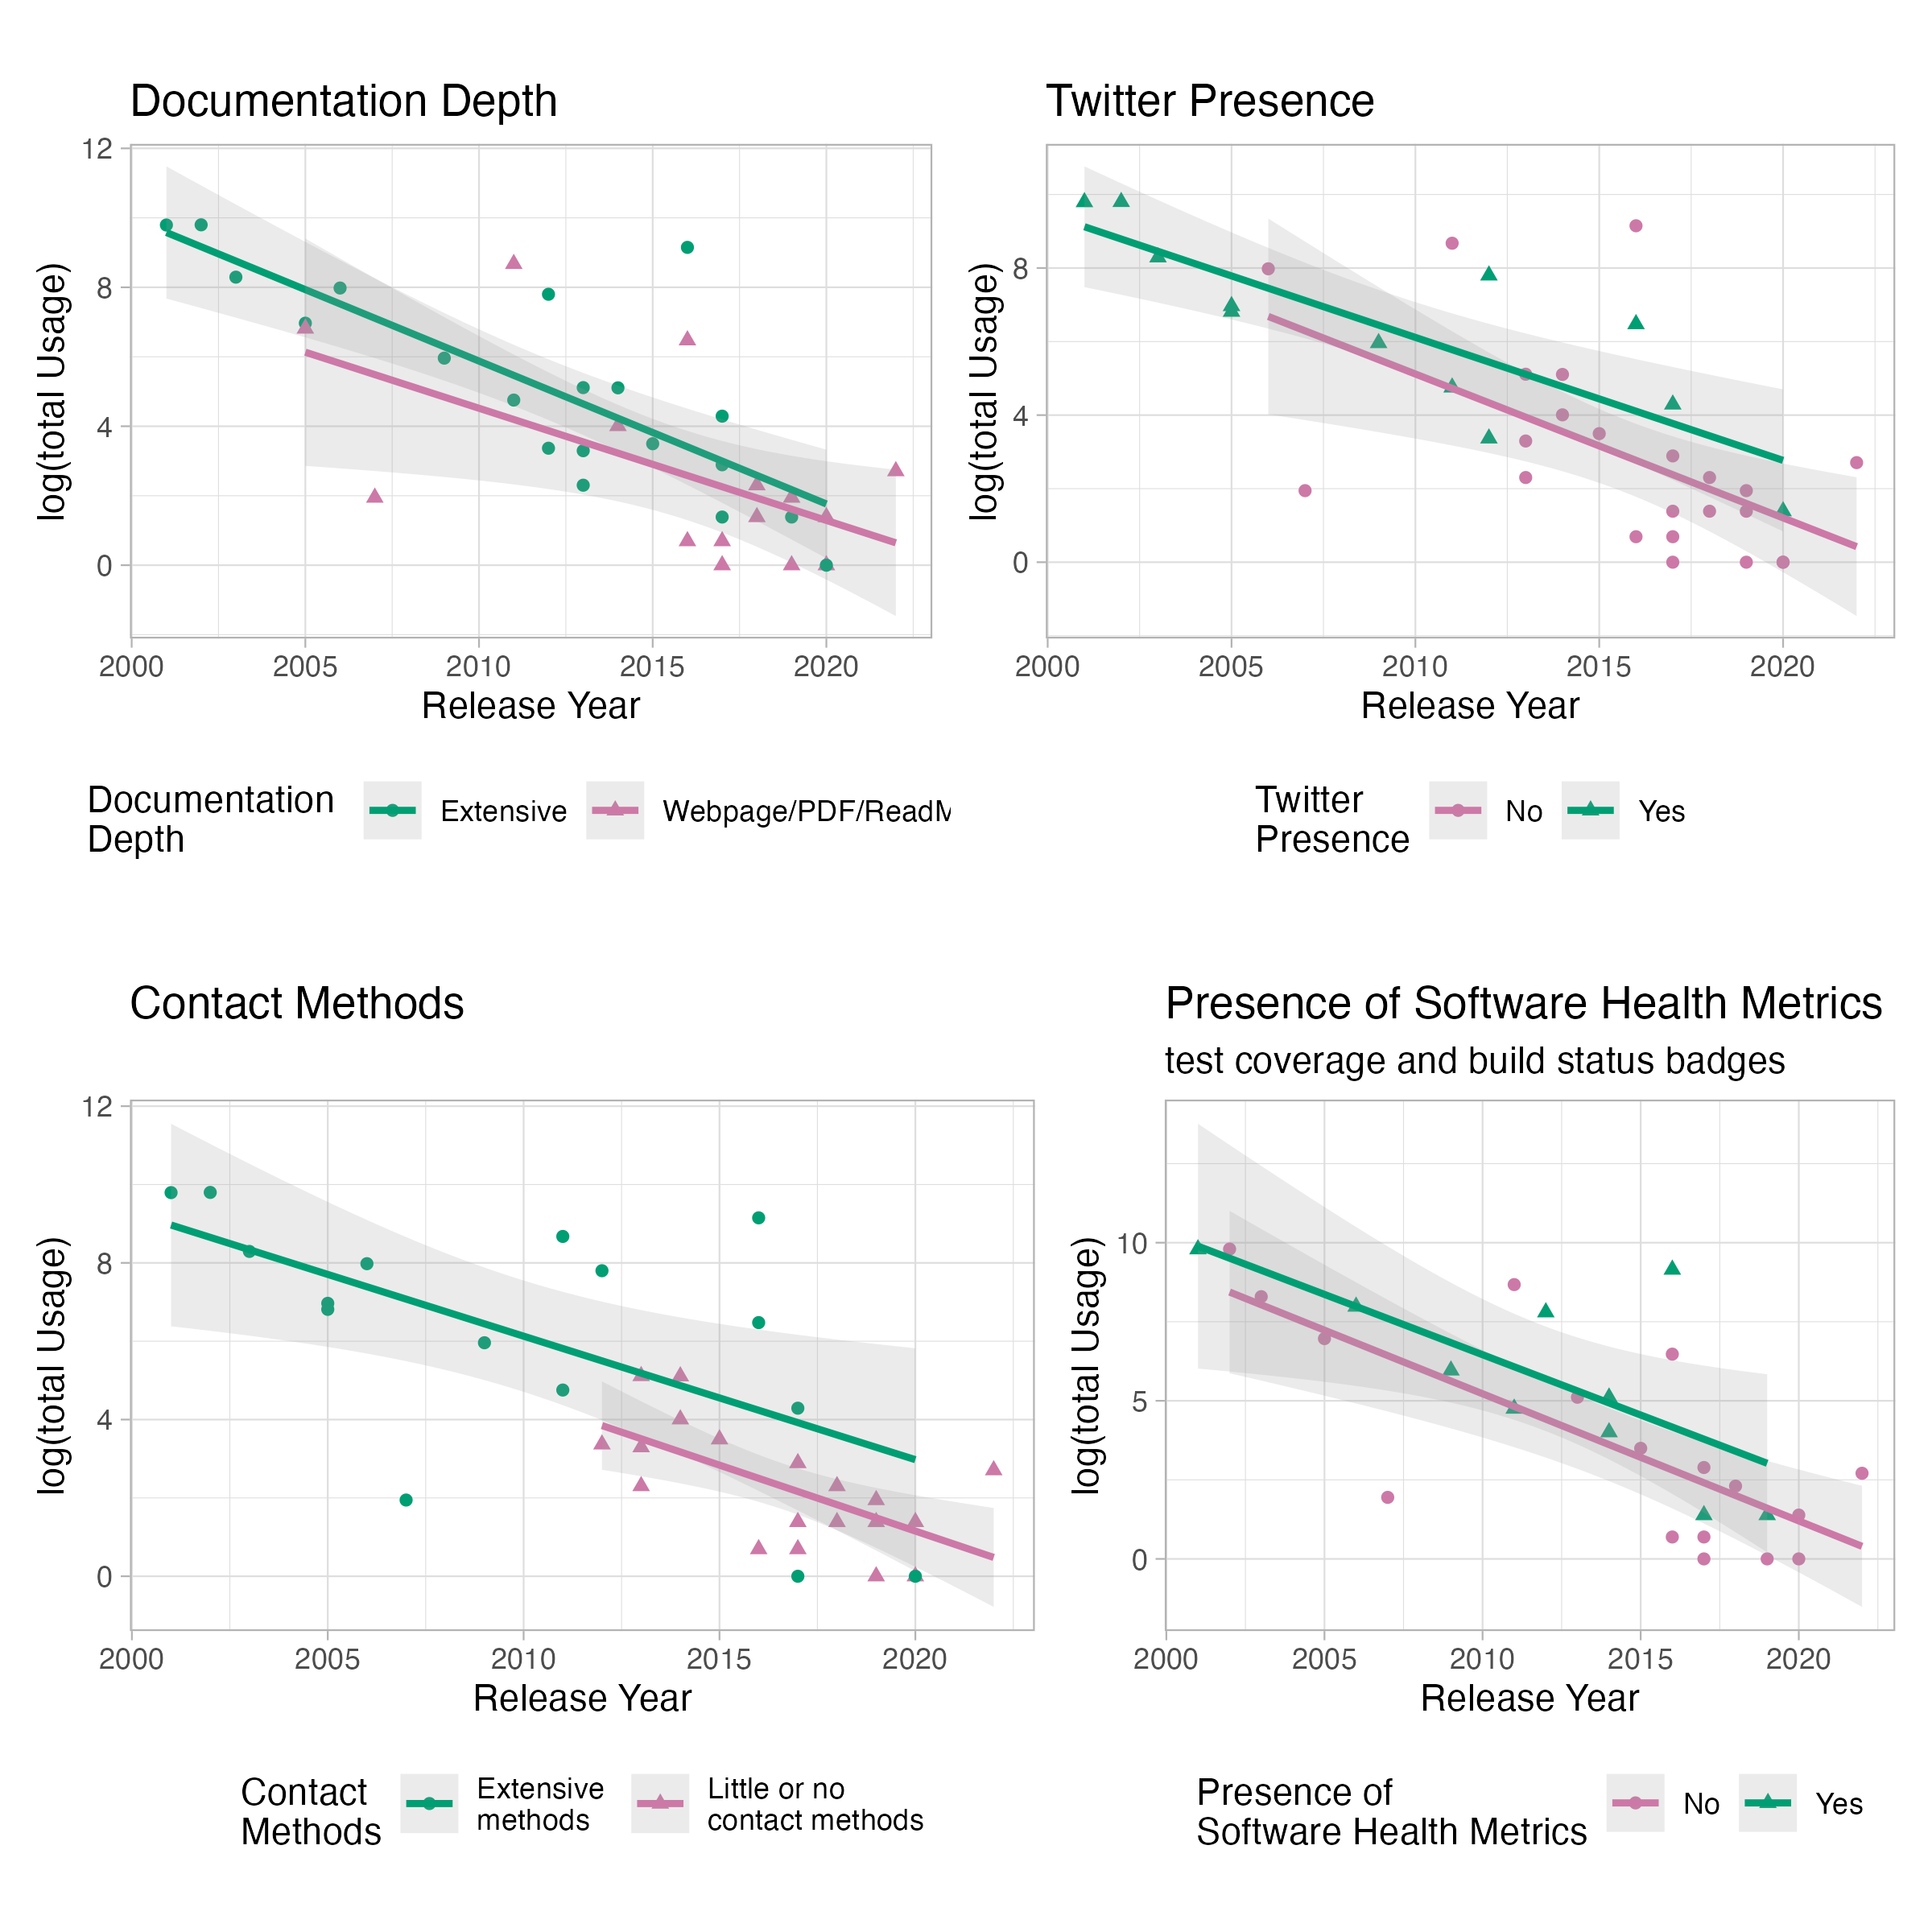 Documentation Depth
12
8
4
0
log(total Usage)
2000 2005 2010 2015 2020
Release Year
Documentation
Depth
Extensive
Webpage/PDF/ReadM
Twitter Presence
8
4
0
log(total Usage)
2000 2005 2010 2015 2020
Release Year
Twitter
Presence
No
Yes
Contact Methods
12
8
4
0
log(total Usage)
2000 2005 2010 2015 2020
Release Year
Contact
Methods
Extensive
methods
Little or no
contact methods
Presence of Software Health Metrics
test coverage and build status badges
10
5
0
log(total Usage)
2000 2005 2010 2015 2020
Release Year
Presence of
Software Health Metrics
No
Yes